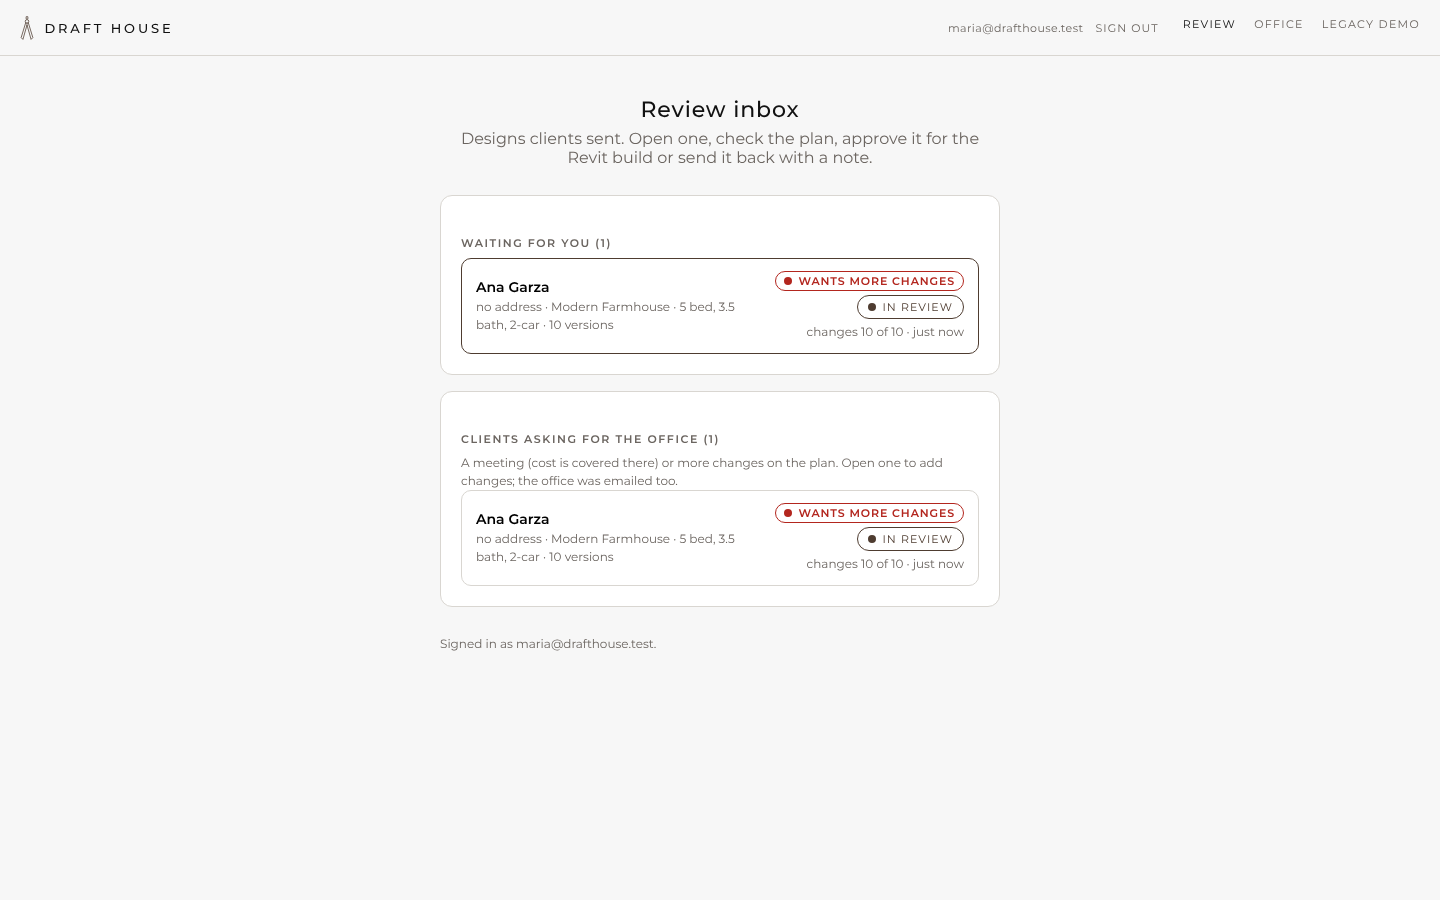 DRAFT HOUSE
maria@drafthouse.test SIGN OUT REVIEW OFFICE LEGACY DEMO
Review inbox
Designs clients sent. Open one, check the plan, approve it for the
Revit build or send it back with a note.
WAITING FOR YOU (1)
Ana Garza
no address · Modern Farmhouse · 5 bed, 3.5
bath, 2-car · 10 versions
WANTS MORE CHANGES
IN REVIEW
changes 10 of 10 · just now
CLIENTS ASKING FOR THE OFFICE (1)
A meeting (cost is covered there) or more changes on the plan. Open one to add
changes; the office was emailed too.
Ana Garza
no address · Modern Farmhouse · 5 bed, 3.5
bath, 2-car · 10 versions
WANTS MORE CHANGES
IN REVIEW
changes 10 of 10 · just now
Signed in as maria@drafthouse.test.